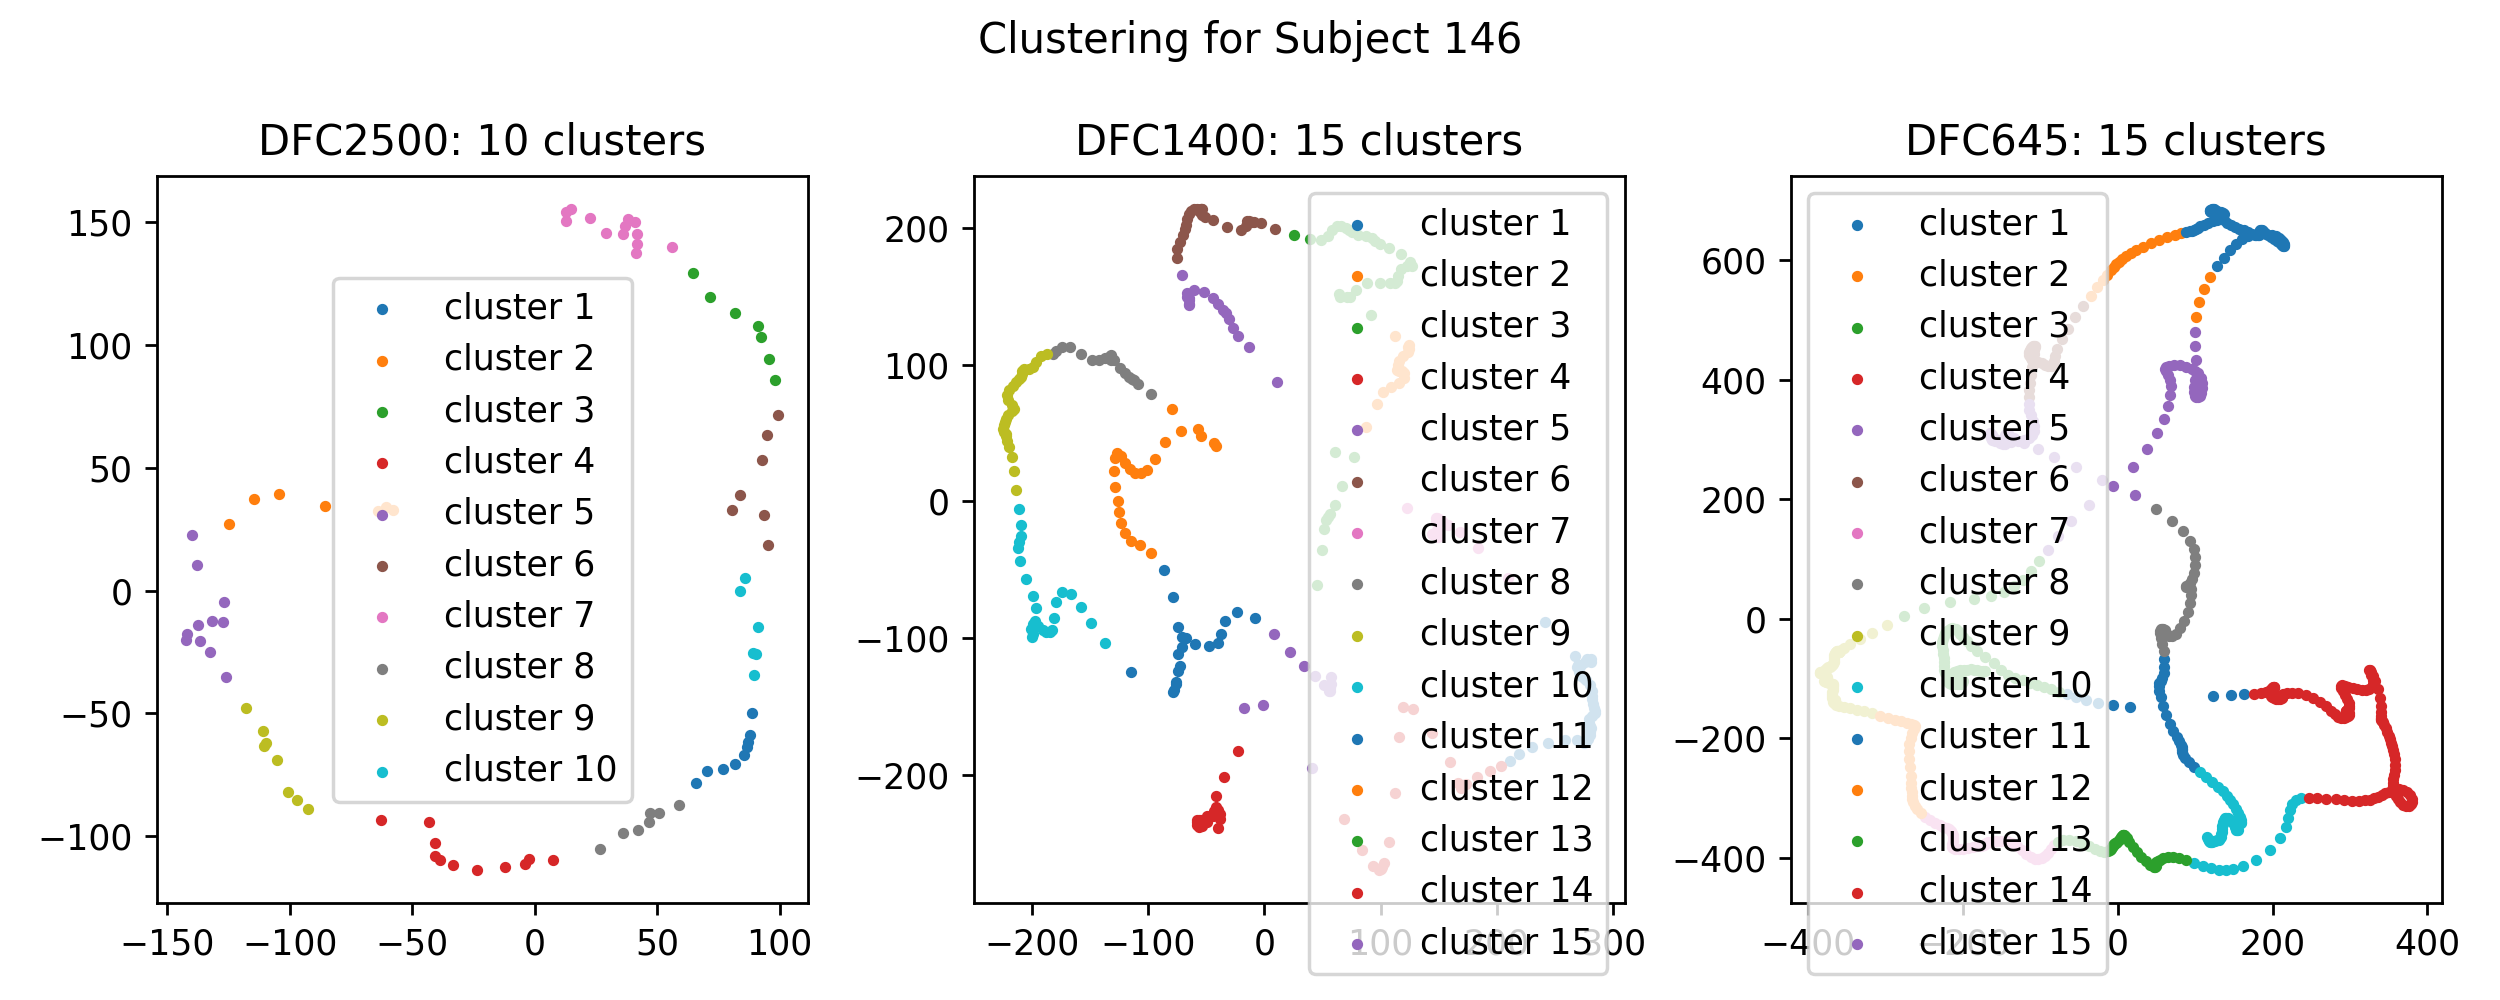 Clustering for Subject 146
DFC2500: 10 clusters
150
100
50
0
−50
−100
−150
−100
−50
0
50
100
cluster 1
cluster 2
cluster 3
cluster 4
cluster 5
cluster 6
cluster 7
cluster 8
cluster 9
cluster 10
DFC1400: 15 clusters
200
100
0
−100
−200
−200
−100
0
100
200
300
cluster 1
cluster 2
cluster 3
cluster 4
cluster 5
cluster 6
cluster 7
cluster 8
cluster 9
cluster 10
cluster 11
cluster 12
cluster 13
cluster 14
cluster 15
DFC645: 15 clusters
600
400
200
0
−200
−400
−400
−200
0
200
400
cluster 1
cluster 2
cluster 3
cluster 4
cluster 5
cluster 6
cluster 7
cluster 8
cluster 9
cluster 10
cluster 11
cluster 12
cluster 13
cluster 14
cluster 15